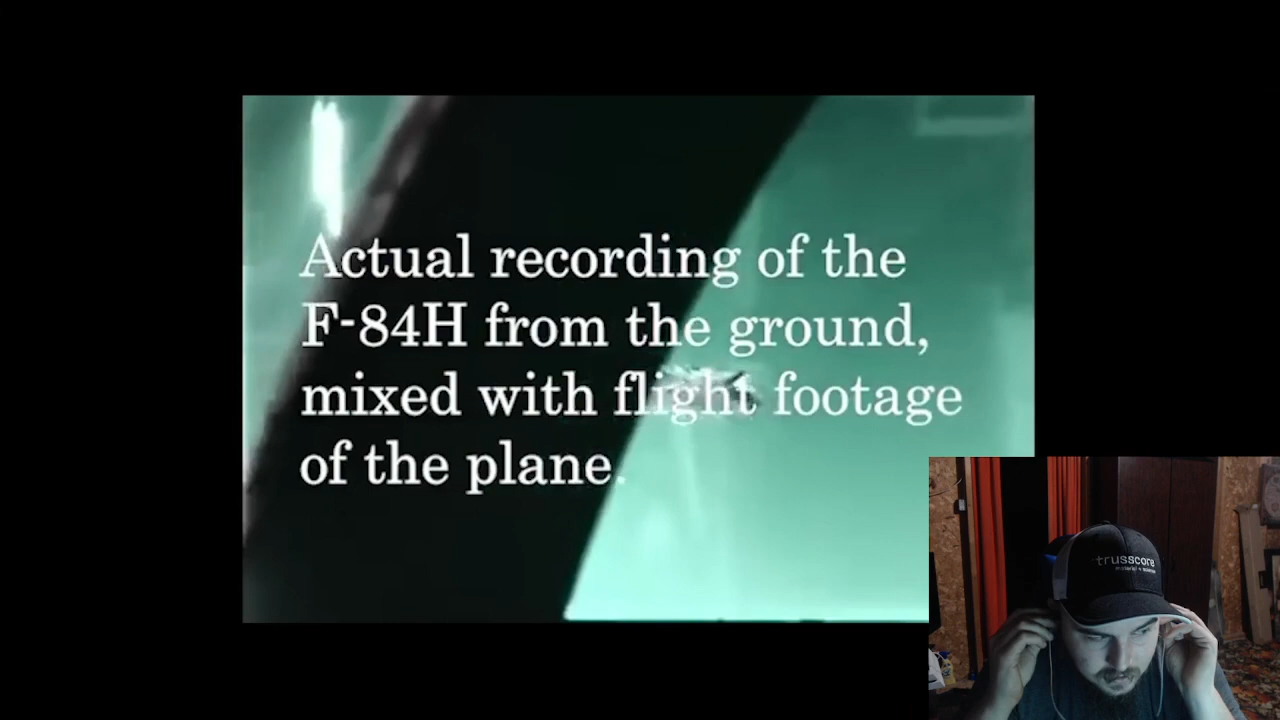 Actual recording of the
F-84H from the ground,
mixed with flight footage
of the plane.
trusscore